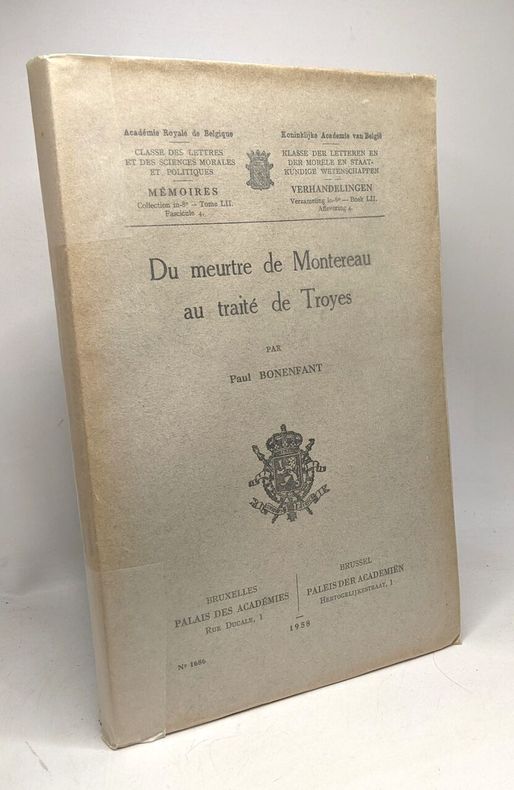 Académie Royale de Belgique
CLASSE DES LETTRES
ET DES SCIENCES MORALES
ET POLITIQUES
MÉMOIRES
Collection in-8º — Tome LII.
Fascicule 4.
Koninklijke Academie van België
KLASSE DER LETTEREN EN
DER MORELE EN STAAT-
KUNDIGE WETENSCHAPPEN
VERHANDELINGEN
Verzameling in-8º — Boek LII.
Aflevering 4.
Du meurtre de Montereau
au traité de Troyes
PAR
Paul BONENFANT
BRUXELLES
PALAIS DES ACADÉMIES
RUE DUCALE, 1
BRUSSEL
PALEIS DER ACADEMIËN
HERTOGELIJKESTRAAT, 1
1958
Nº 1686